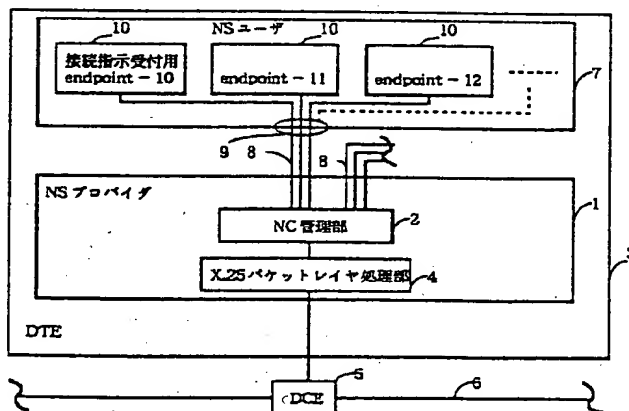 NSユーザ
10
10
10
接続指示受付用
endpoint-10
endpoint-11
endpoint-12
7
9
8
8
NSプロバイダ
1
NC管理部
2
X.25パケットレイヤ処理部
4
3
DTE
5
DCE
6